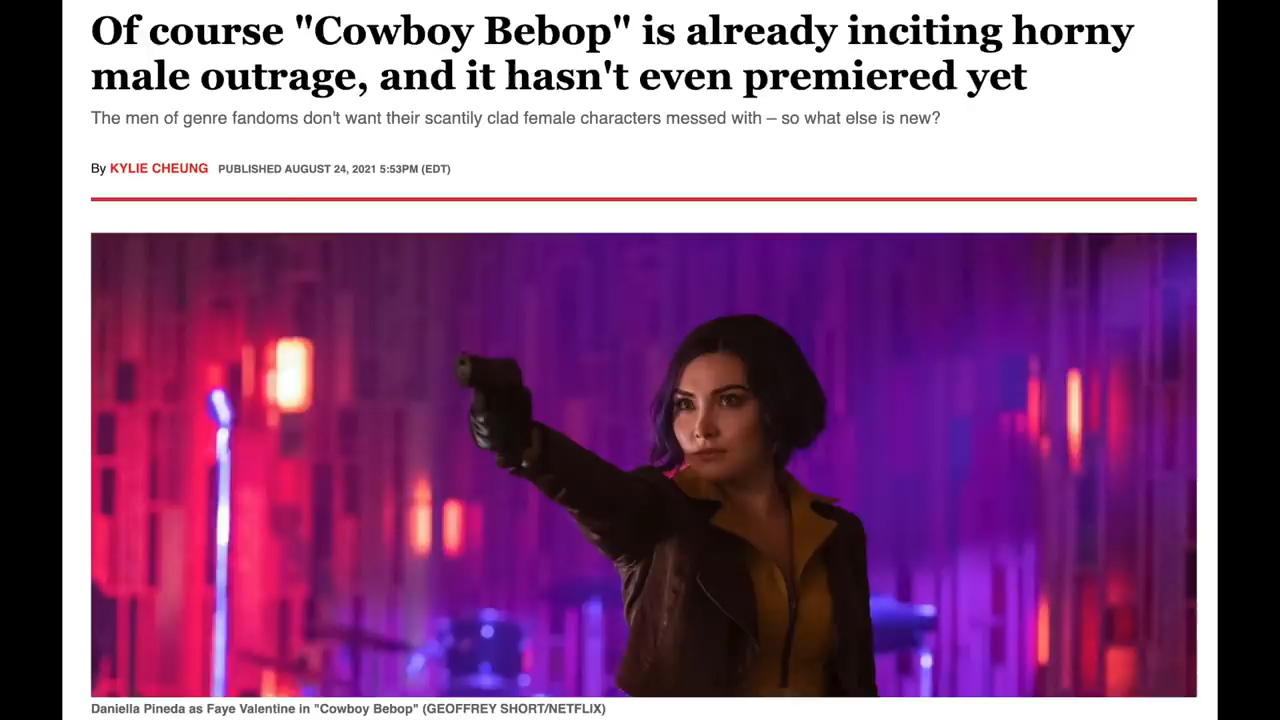 Of course "Cowboy Bebop" is already inciting horny
male outrage, and it hasn't even premiered yet
The men of genre fandoms don't want their scantily clad female characters messed with – so what else is new?
By KYLIE CHEUNG PUBLISHED AUGUST 24, 2021 5:53PM (EDT)
Daniella Pineda as Faye Valentine in "Cowboy Bebop" (GEOFFREY SHORT/NETFLIX)